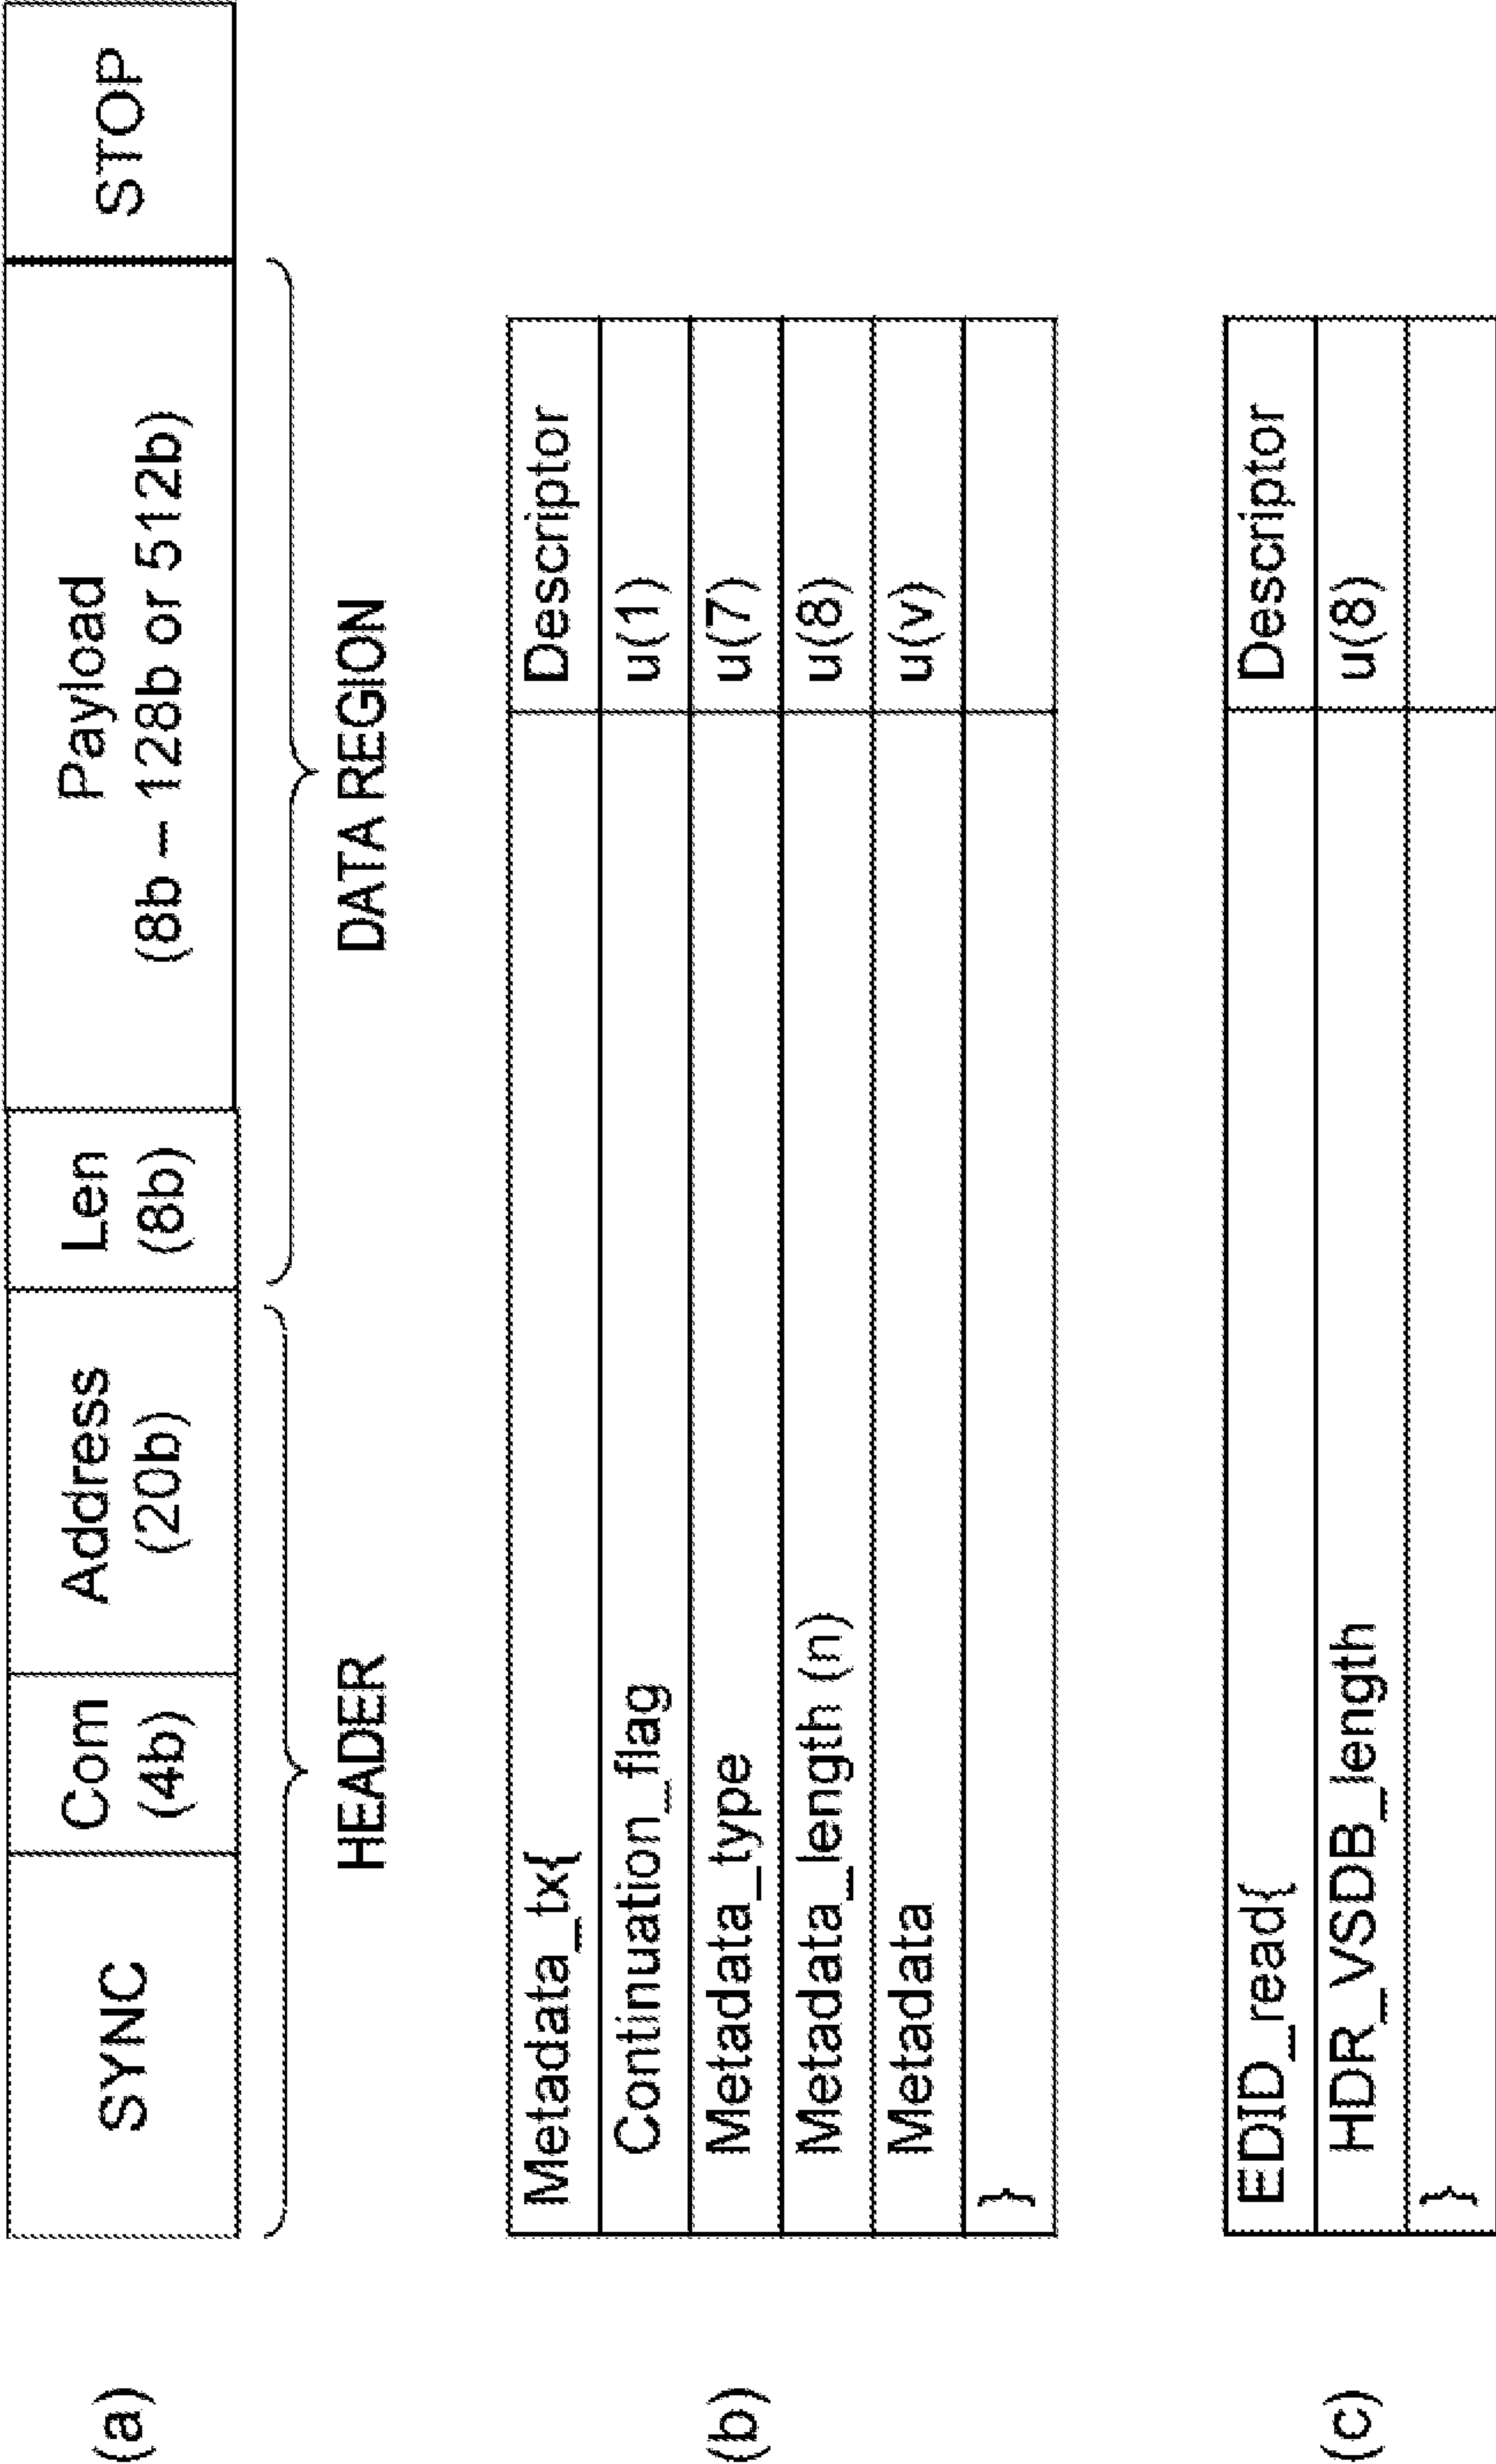 (a)
SYNC
Com
(4b)
Address
(20b)
Len
(8b)
Payload
(8b – 128b or 512b)
STOP
HEADER
DATA REGION
(b)
Metadata_tx{
Descriptor
Continuation_flag
u(1)
Metadata_type
u(7)
Metadata_length (n)
u(8)
Metadata
u(v)
}
(c)
EDID_read{
Descriptor
HDR_VSDB_length
u(8)
}